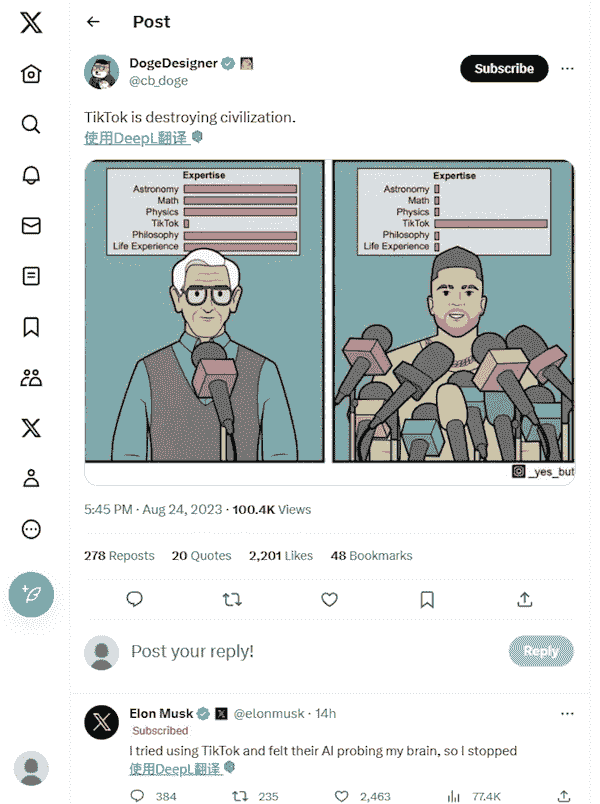 Post
DogeDesigner
@cb_doge
Subscribe
TikTok is destroying civilization.
使用DeepL翻译
Expertise
Astronomy
Math
Physics
TikTok
Philosophy
Life Experience
Expertise
Astronomy
Math
Physics
TikTok
Philosophy
Life Experience
_yes_but
5:45 PM · Aug 24, 2023 · 100.4K Views
278 Reposts 20 Quotes 2,201 Likes 48 Bookmarks
Post your reply!
Reply
Elon Musk @elonmusk · 14h
Subscribed
I tried using TikTok and felt their AI probing my brain, so I stopped
使用DeepL翻译
384 235 2,463 77.4K